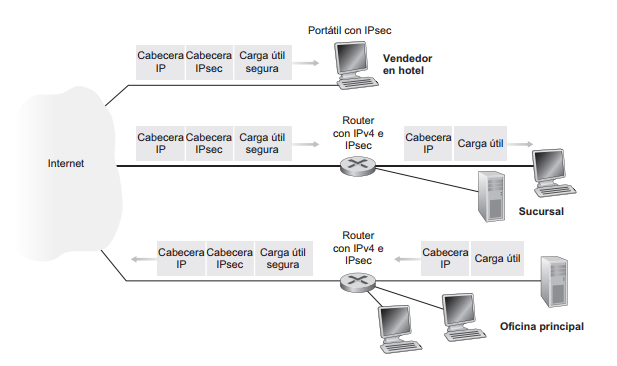 Portátil con IPsec
Cabecera IP
Cabecera IPsec
Carga útil segura
Vendedor en hotel
Internet
Cabecera IP
Cabecera IPsec
Carga útil segura
Router con IPv4 e IPsec
Cabecera IP
Carga útil
Sucursal
Cabecera IP
Cabecera IPsec
Carga útil segura
Router con IPv4 e IPsec
Cabecera IP
Carga útil
Oficina principal